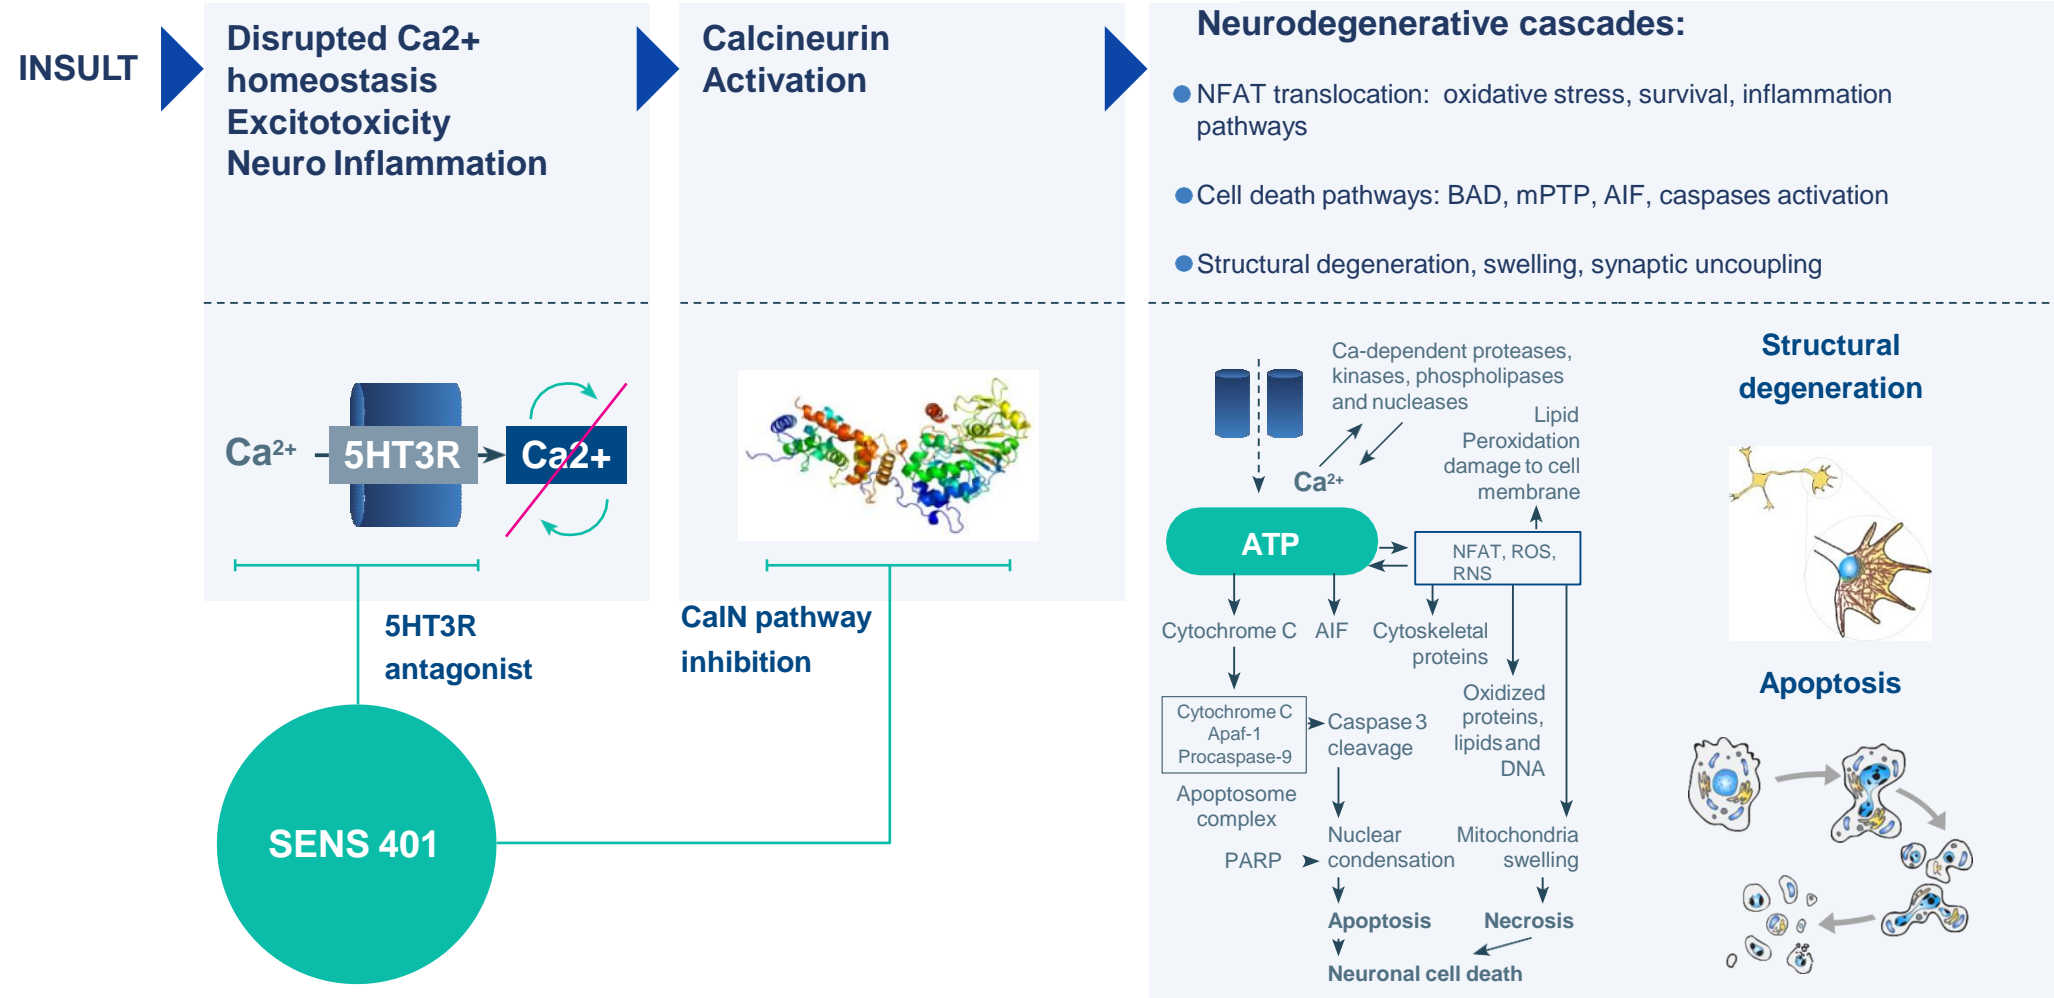 INSULT
Disrupted Ca2+
homeostasis
Excitotoxicity
Neuro Inflammation
Calcineurin
Activation
Neurodegenerative cascades:
NFAT translocation: oxidative stress, survival, inflammation
pathways
Cell death pathways: BAD, mPTP, AIF, caspases activation
Structural degeneration, swelling, synaptic uncoupling
Ca²⁺
5HT3R
Ca2+
5HT3R
antagonist
CaIN pathway
inhibition
SENS 401
Ca-dependent proteases,
kinases, phospholipases
and nucleases
Lipid
Peroxidation
damage to cell
membrane
Ca²⁺
ATP
NFAT, ROS,
RNS
Cytochrome C
AIF
Cytoskeletal
proteins
Oxidized
proteins,
lipids and
DNA
Cytochrome C
Apaf-1
Procaspase-9
Caspase 3
cleavage
Apoptosome
complex
Nuclear
condensation
PARP
Mitochondria
swelling
Apoptosis
Necrosis
Neuronal cell death
Structural
degeneration
Apoptosis